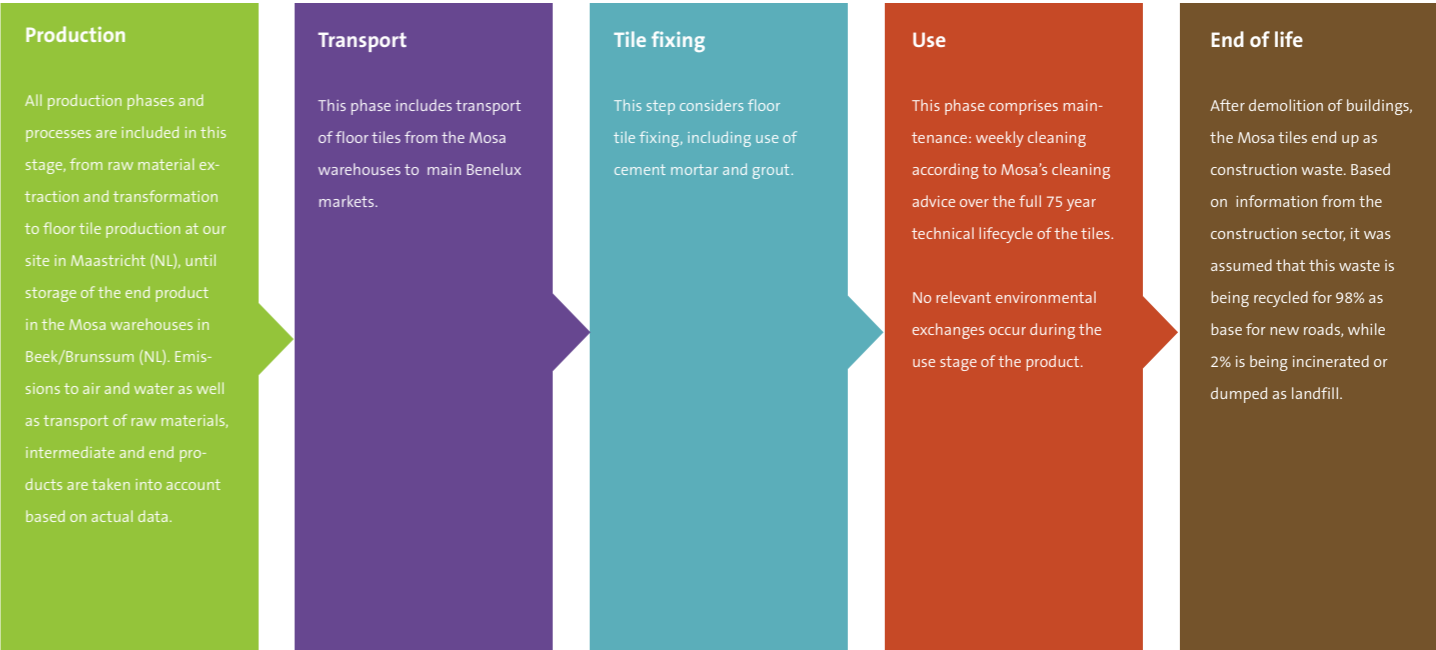 Production
All production phases and
processes are included in this
stage, from raw material ex-
traction and transformation
to floor tile production at our
site in Maastricht (NL), until
storage of the end product
in the Mosa warehouses in
Beek/Brunssum (NL). Emis-
sions to air and water as well
as transport of raw materials,
intermediate and end pro-
ducts are taken into account
based on actual data.
Transport
This phase includes transport
of floor tiles from the Mosa
warehouses to  main Benelux
markets.
Tile fixing
This step considers floor
tile fixing, including use of
cement mortar and grout.
Use
This phase comprises main-
tenance: weekly cleaning
according to Mosa’s cleaning
advice over the full 75 year
technical lifecycle of the tiles.
No relevant environmental
exchanges occur during the
use stage of the product.
End of life
After demolition of buildings,
the Mosa tiles end up as
construction waste. Based
on  information from the
construction sector, it was
assumed that this waste is
being recycled for 98% as
base for new roads, while
2% is being incinerated or
dumped as landfill.